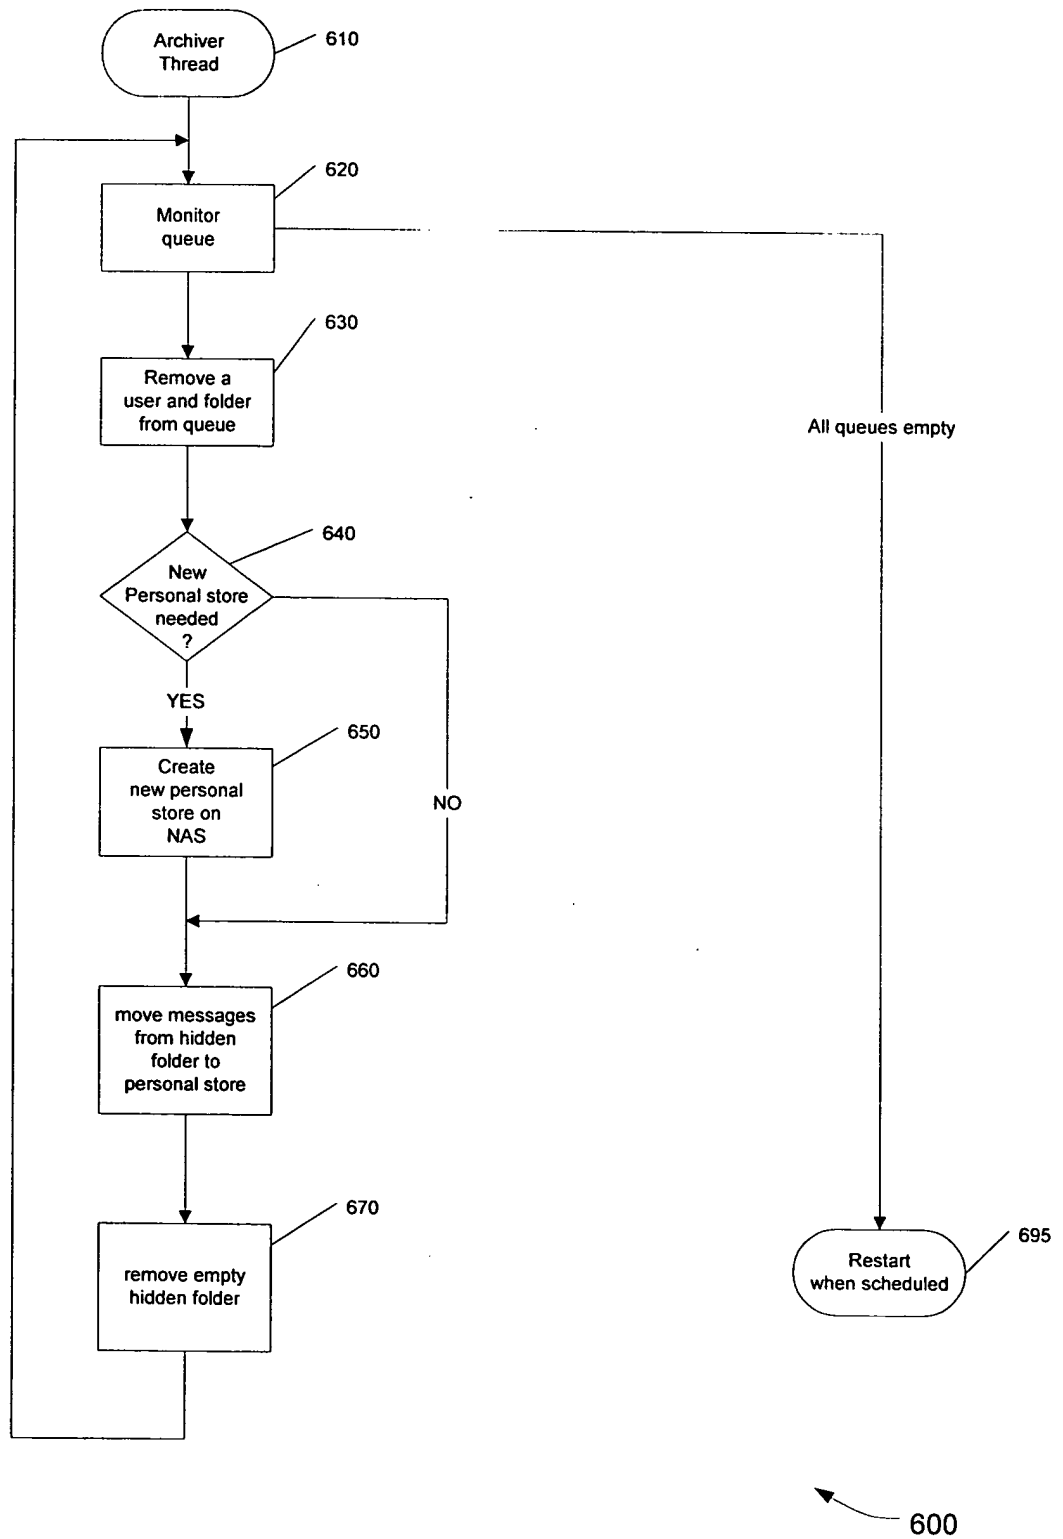 Archiver
Thread
610
620
Monitor
queue
630
Remove a
user and folder
from queue
All queues empty
640
New
Personal store
needed
?
YES
650
Create
new personal
store on
NAS
NO
660
move messages
from hidden
folder to
personal store
670
remove empty
hidden folder
695
Restart
when scheduled
600